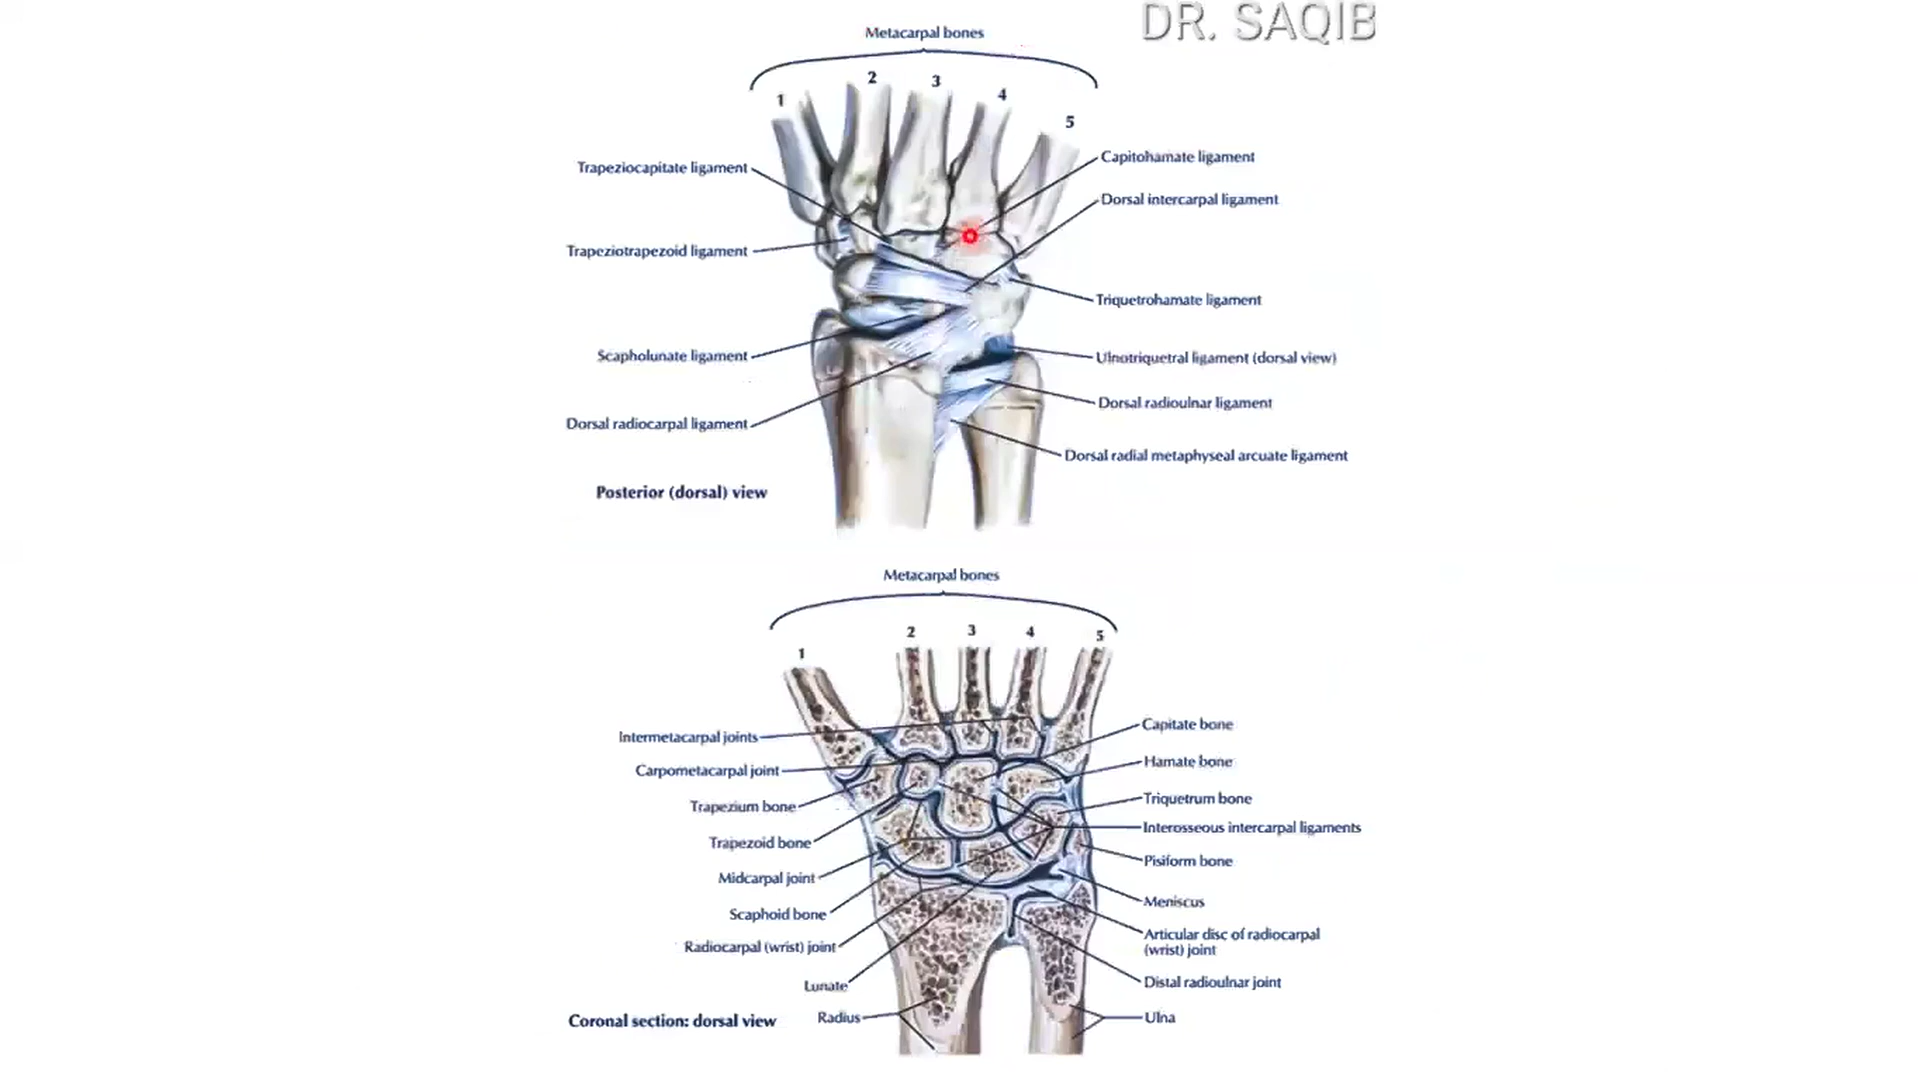 DR. SAQIB
Metacarpal bones
1
2
3
4
5
Trapeziocapitate ligament
Capitohamate ligament
Dorsal intercarpal ligament
Trapeziotrapezoid ligament
Triquetrohamate ligament
Scapholunate ligament
Ulnotriquetral ligament (dorsal view)
Dorsal radioulnar ligament
Dorsal radiocarpal ligament
Dorsal radial metaphyseal arcuate ligament
Posterior (dorsal) view
Metacarpal bones
1
2
3
4
5
Intermetacarpal joints
Carpometacarpal joint
Trapezium bone
Trapezoid bone
Midcarpal joint
Scaphoid bone
Radiocarpal (wrist) joint
Lunate
Radius
Capitate bone
Hamate bone
Triquetrum bone
Interosseous intercarpal ligaments
Pisiform bone
Meniscus
Articular disc of radiocarpal
(wrist) joint
Distal radioulnar joint
Ulna
Coronal section: dorsal view